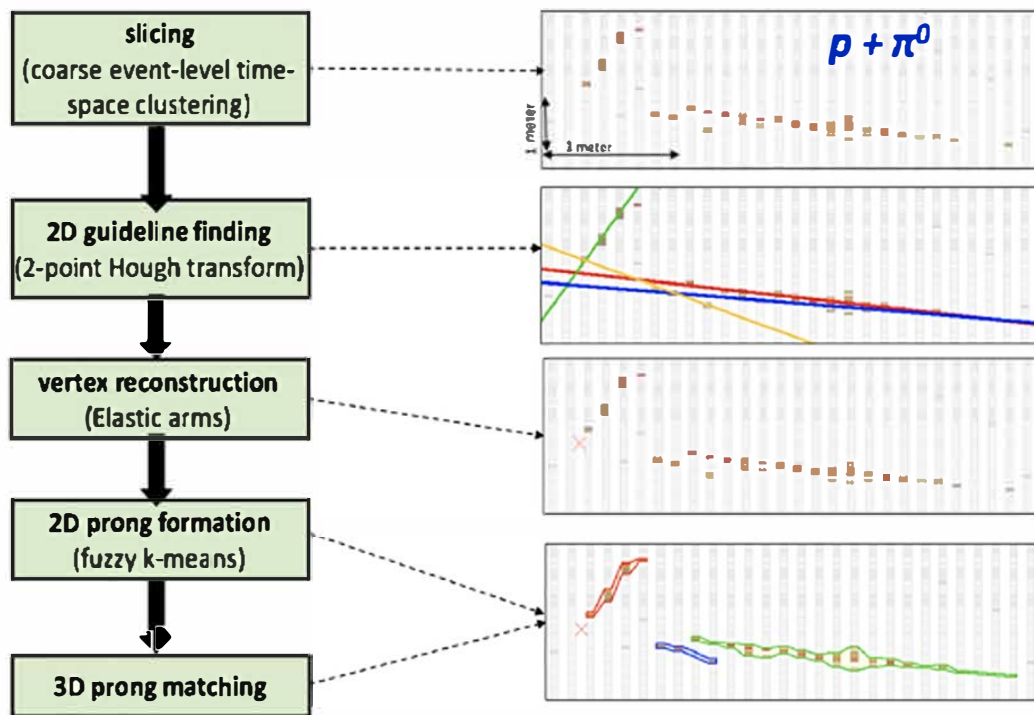 slicing
(coarse event-level time-
space clustering)
p + π⁰
1 meter
1 meter
2D guideline finding
(2-point Hough transform)
vertex reconstruction
(Elastic arms)
2D prong formation
(fuzzy k-means)
3D prong matching